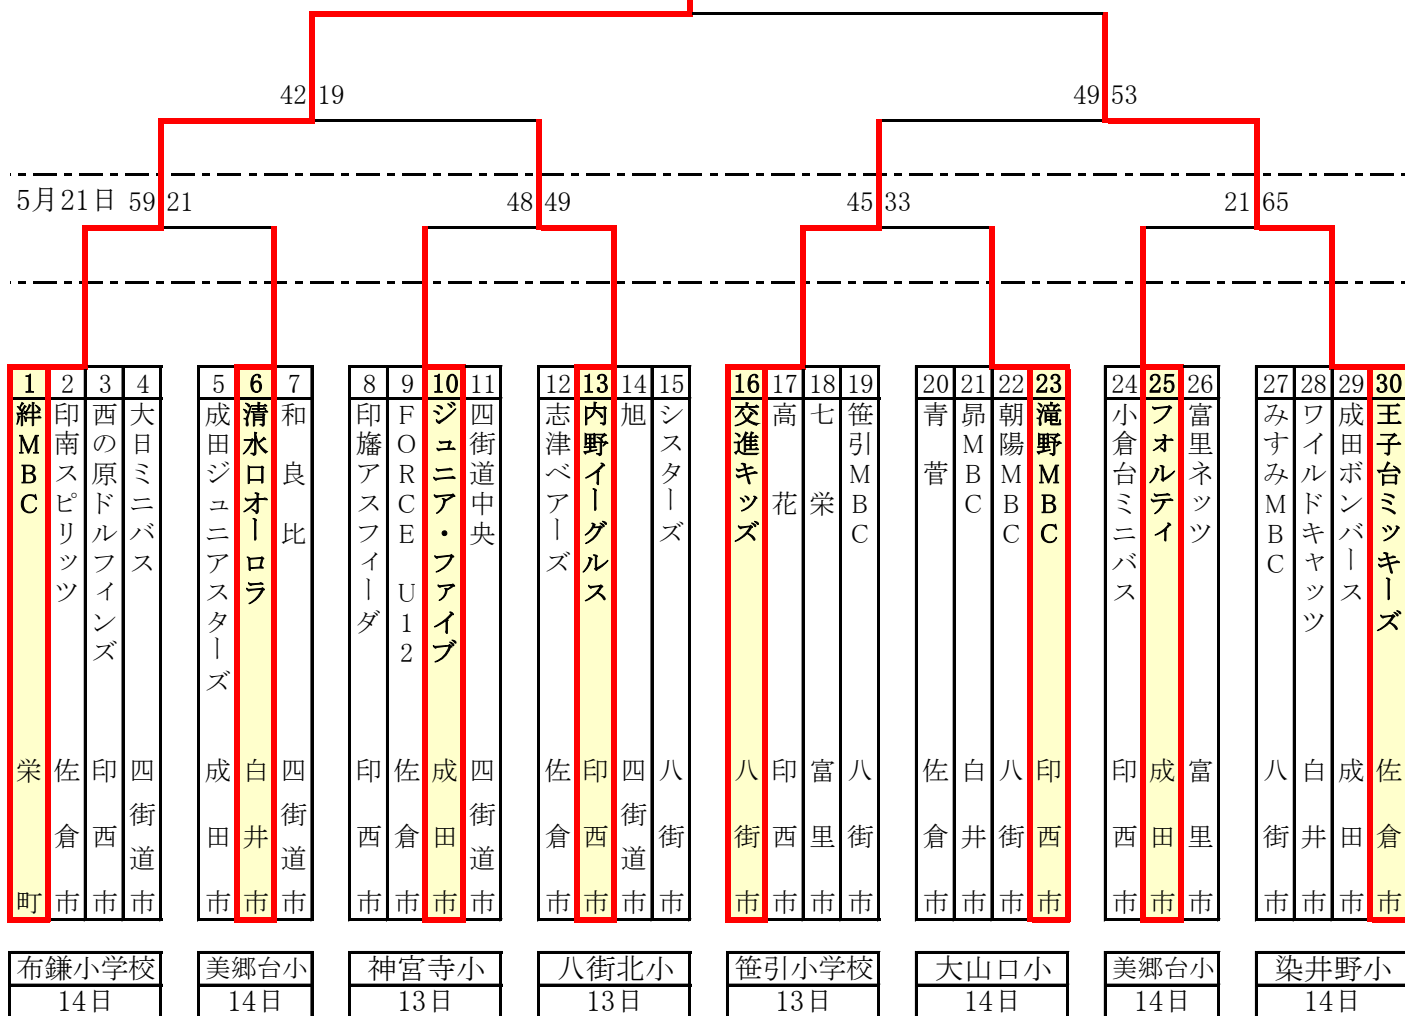 42 19
49 53
5月21日 59 21
48 49
45 33
21 65
1 絆MBC 栄町
2 印南スピリッツ 佐倉市
3 西の原ドルフィンズ 印西市
4 大日ミニバス 四街道市
5 成田ジュニアスターズ 成田市
6 清水口オーロラ 白井市
7 和良比 四街道市
8 印旛アスフィーダ 印西市
9 FORCE U12 佐倉市
10 ジュニア・ファイブ 成田市
11 四街道中央 四街道市
12 志津ベアーズ 佐倉市
13 内野イーグルス 印西市
14 旭 四街道市
15 シスターズ 八街市
16 交進キッズ 八街市
17 高花 印西市
18 七栄 富里市
19 笹引MBC 八街市
20 青菅 佐倉市
21 昴MBC 白井市
22 朝陽MBC 八街市
23 滝野MBC 印西市
24 小倉台ミニバス 印西市
25 フォルテイ 成田市
26 富里ネッツ 富里市
27 みすみMBC 八街市
28 ワイルドキャッツ 白井市
29 成田ボンバース 成田市
30 王子台ミッキーズ 佐倉市
布鎌小学校 美郷台小 神宮寺小 八街北小 笹引小学校 大山口小 美郷台小 染井野小
14日 14日 13日 13日 13日 14日 14日 14日